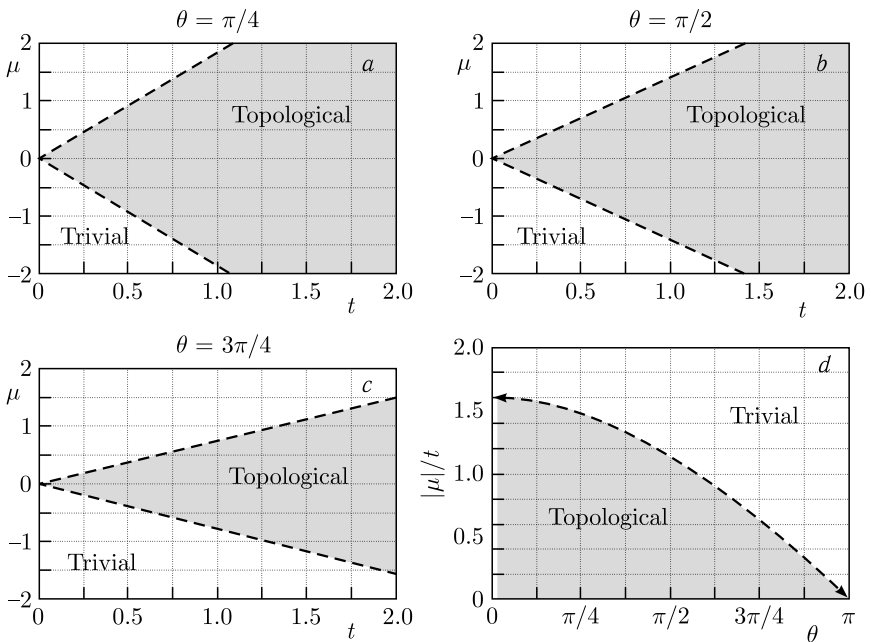 θ = π/4
a
μ
2
1
0
−1
−2
Topological
Trivial
0
0.5
1.0
1.5
2.0
t
θ = π/2
b
μ
2
1
0
−1
−2
Topological
Trivial
0
0.5
1.0
1.5
2.0
t
θ = 3π/4
c
μ
2
1
0
−1
−2
Topological
Trivial
0
0.5
1.0
1.5
2.0
t
d
|μ|/t
2.0
1.5
1.0
0.5
0
Trivial
Topological
0
π/4
π/2
3π/4
π
θ